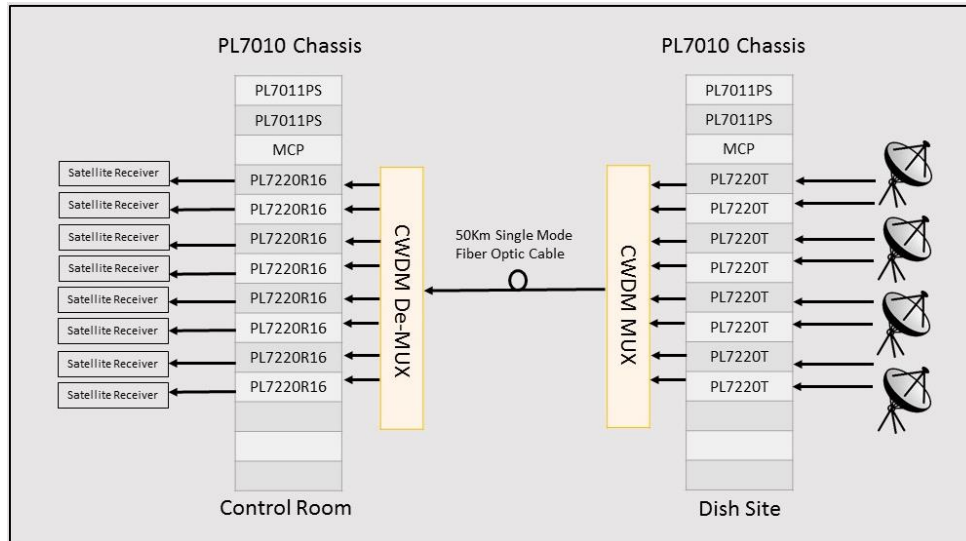 PL7010 Chassis
PL7010 Chassis
PL7011PS
PL7011PS
PL7011PS
PL7011PS
MCP
MCP
Satellite Receiver
PL7220R16
PL7220T
Satellite Receiver
PL7220R16
PL7220T
Satellite Receiver
PL7220R16
PL7220T
Satellite Receiver
PL7220R16
PL7220T
Satellite Receiver
PL7220R16
PL7220T
Satellite Receiver
PL7220R16
PL7220T
Satellite Receiver
PL7220R16
PL7220T
Satellite Receiver
PL7220R16
PL7220T
CWDM De-MUX
50Km Single Mode
Fiber Optic Cable
CWDM MUX
Control Room
Dish Site